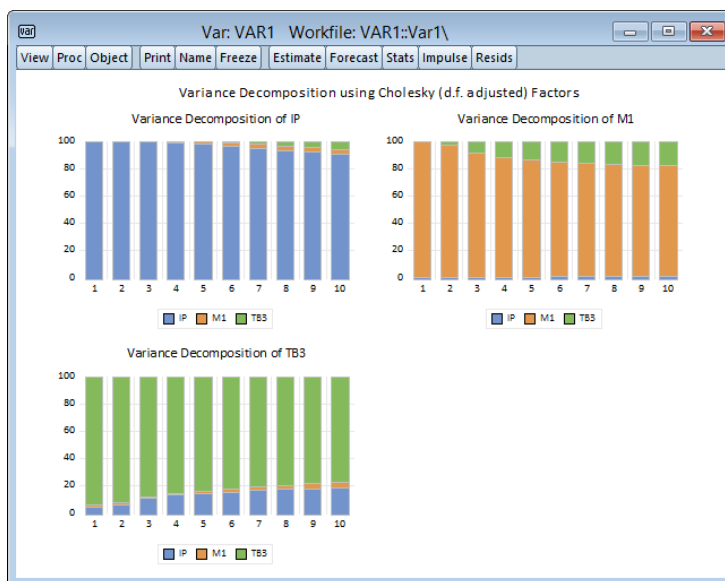 var
Var: VAR1 Workfile: VAR1::Var1\
View Proc Object Print Name Freeze Estimate Forecast Stats Impulse Resids
Variance Decomposition using Cholesky (d.f. adjusted) Factors
Variance Decomposition of IP
100
80
60
40
20
0
1 2 3 4 5 6 7 8 9 10
IP M1 TB3
Variance Decomposition of M1
100
80
60
40
20
0
1 2 3 4 5 6 7 8 9 10
IP M1 TB3
Variance Decomposition of TB3
100
80
60
40
20
0
1 2 3 4 5 6 7 8 9 10
IP M1 TB3